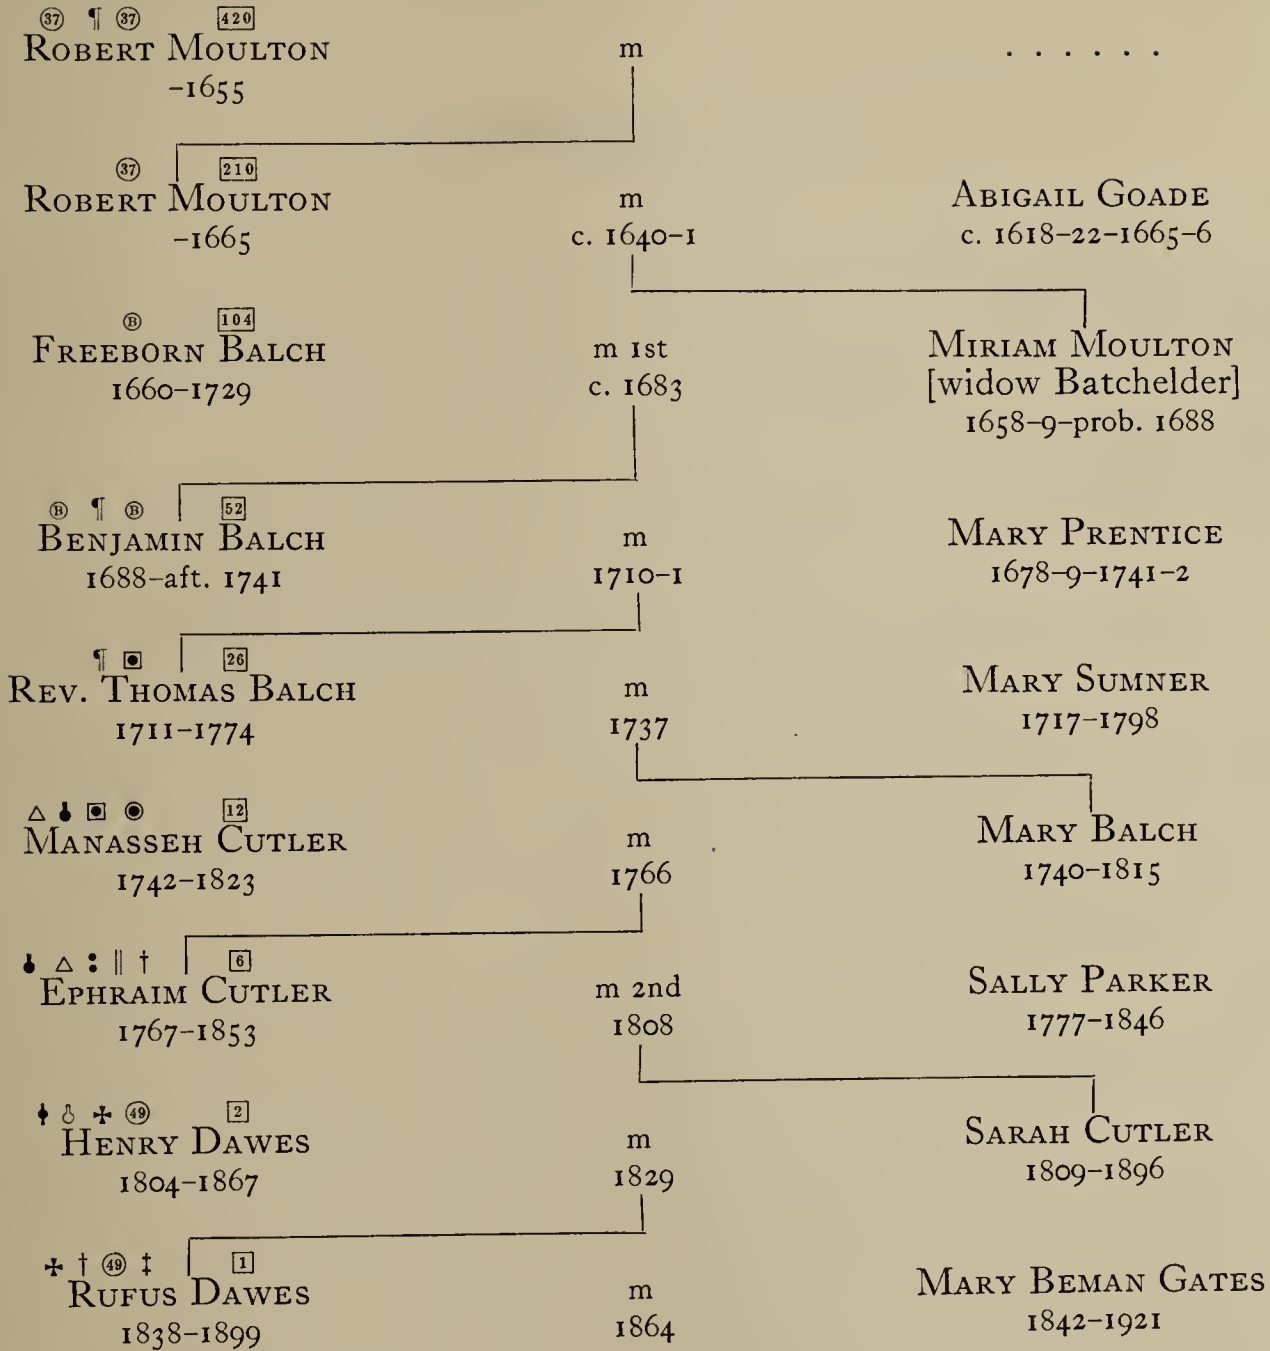 ㊲ ¶ ㊲ 420
ROBERT MOULTON m . . . . . .
-1655
㊲ 210
ROBERT MOULTON m ABIGAIL GOADE
-1665 c. 1640-1 c. 1618-22-1665-6
Ⓑ 104
FREEBORN BALCH m 1st MIRIAM MOULTON
1660-1729 c. 1683 [widow Batchelder]
1658-9-prob. 1688
Ⓑ ¶ Ⓑ 52
BENJAMIN BALCH m MARY PRENTICE
1688-aft. 1741 1710-1 1678-9-1741-2
¶ ▣ 26
REV. THOMAS BALCH m MARY SUMNER
1711-1774 1737 1717-1798
△ ▣ ◉ 12
MANASSEH CUTLER m MARY BALCH
1742-1823 1766 1740-1815
△ : || † 6
EPHRAIM CUTLER m 2nd SALLY PARKER
1767-1853 1808 1777-1846
✢ ㊾ 2
HENRY DAWES m SARAH CUTLER
1804-1867 1829 1809-1896
✢ † ㊾ ‡ 1
RUFUS DAWES m MARY BEMAN GATES
1838-1899 1864 1842-1921